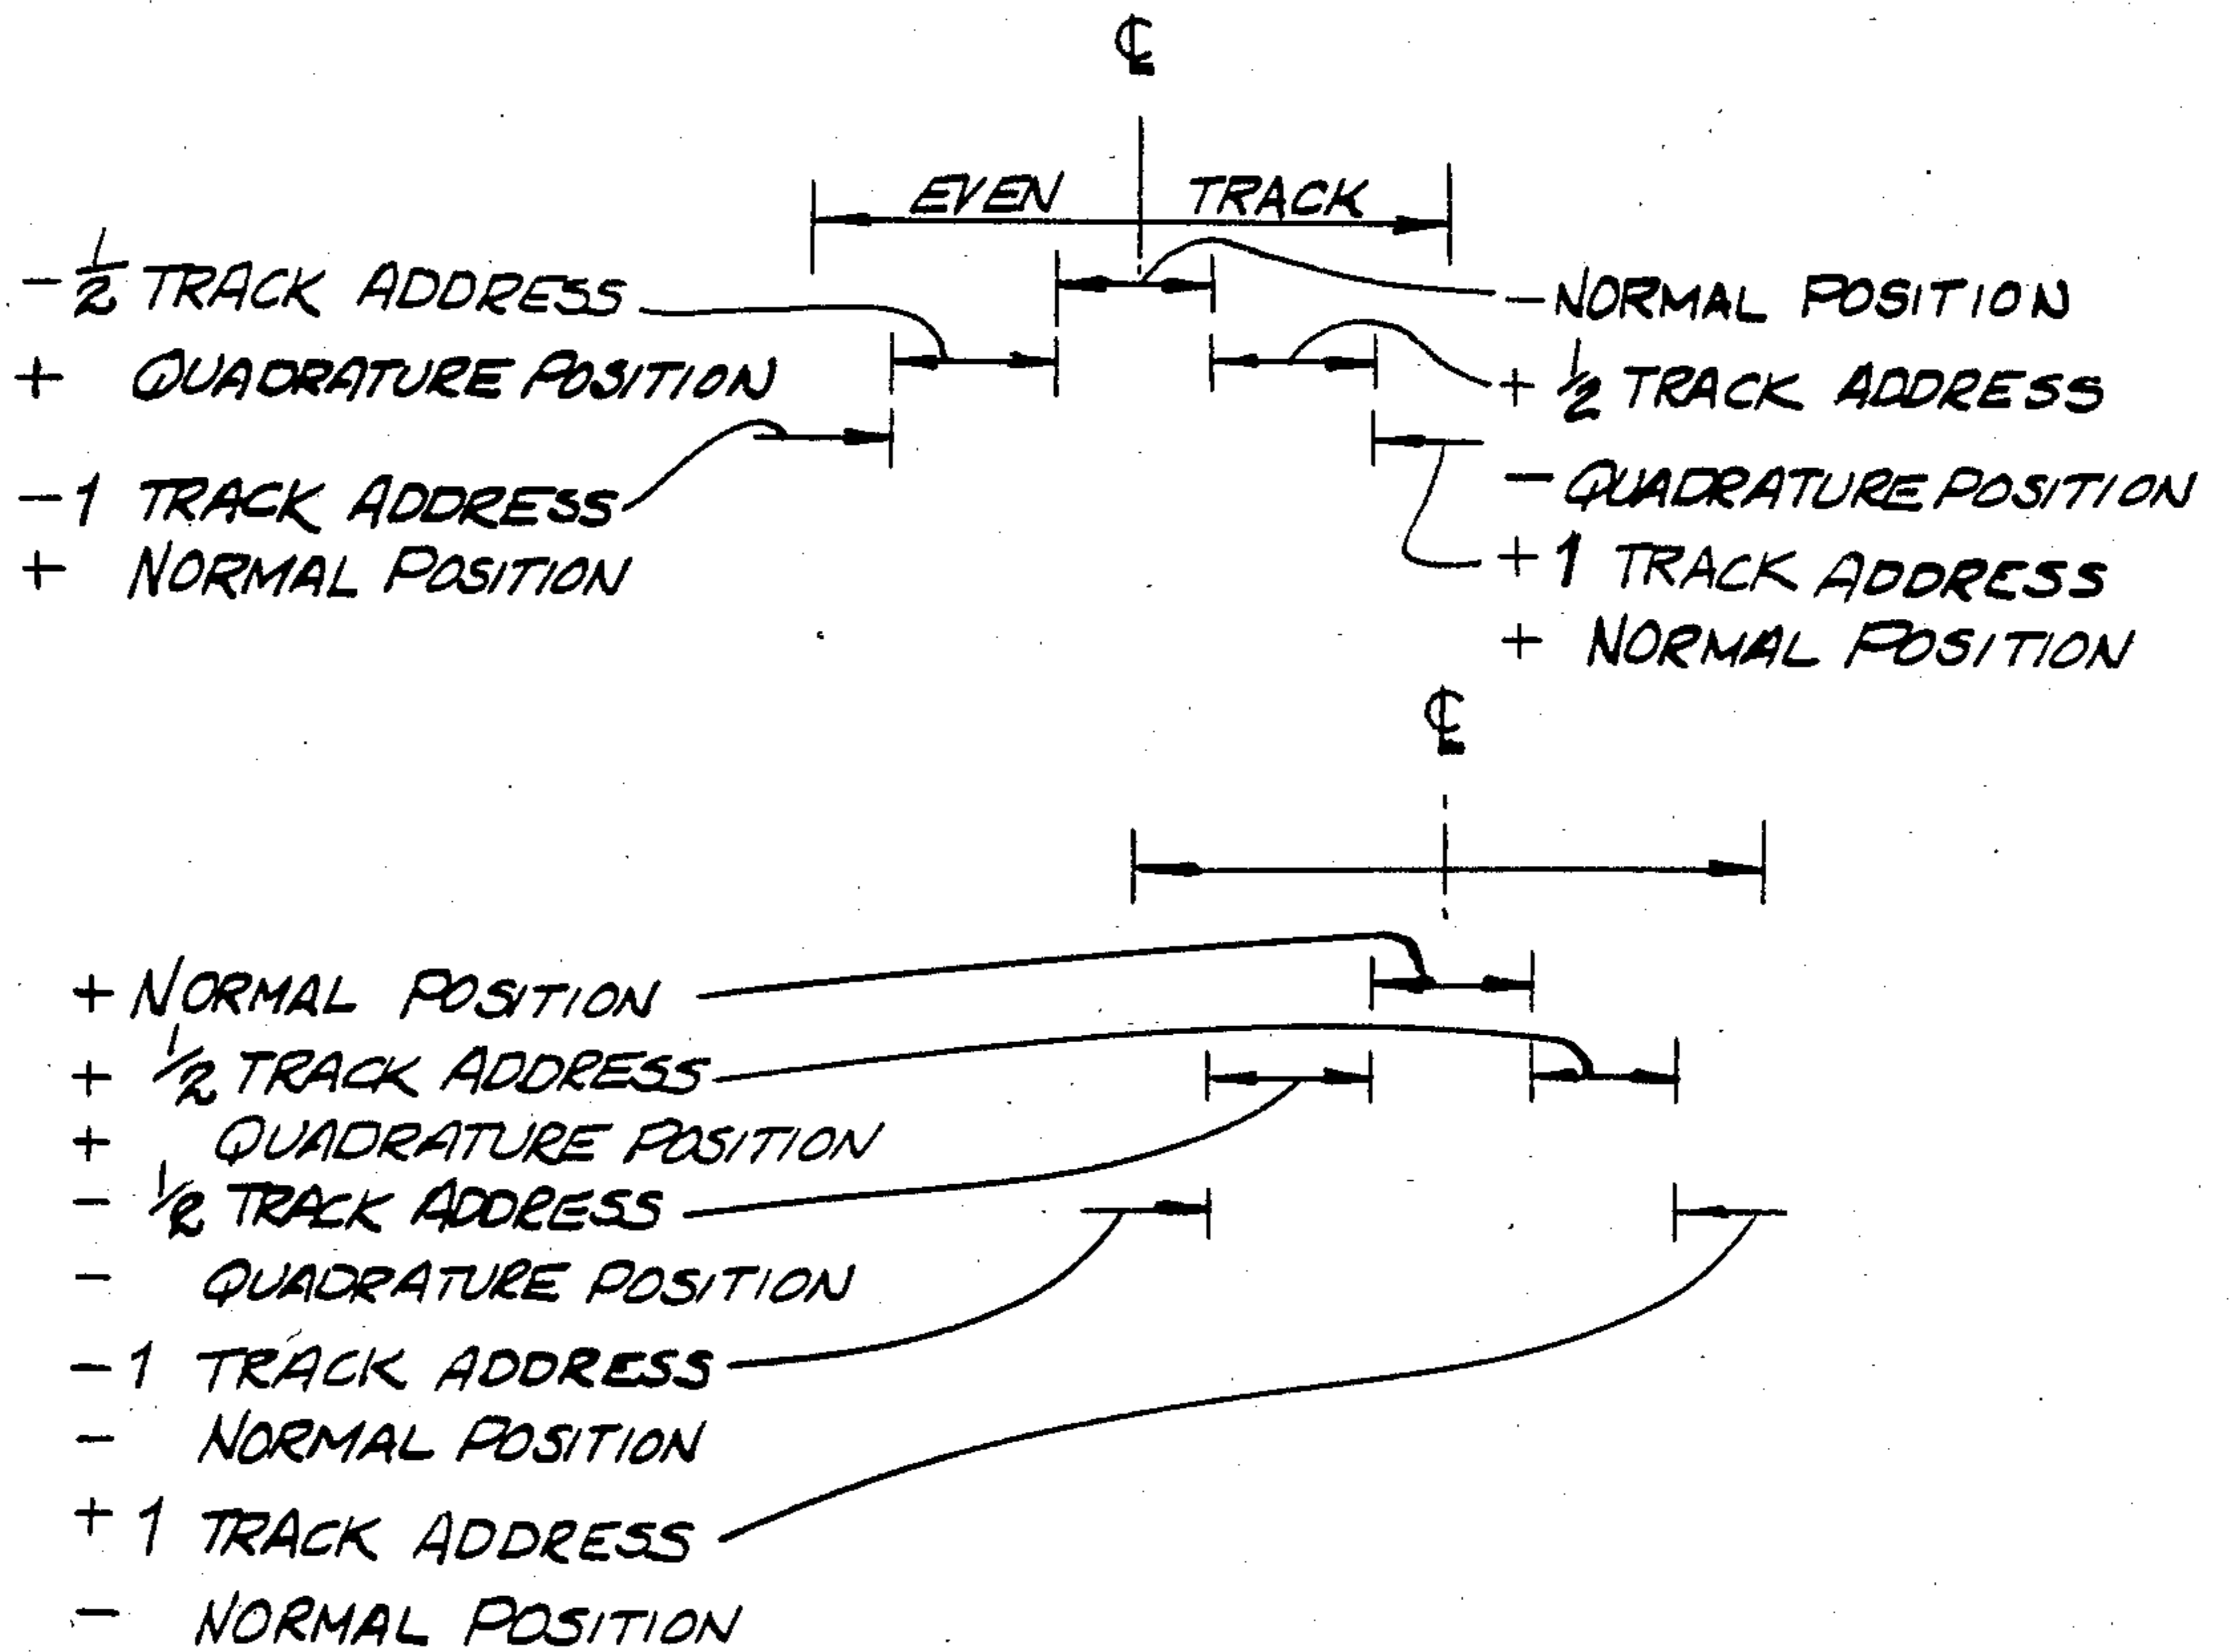 ℄
EVEN TRACK
-½ TRACK ADDRESS
+ QUADRATURE POSITION
-1 TRACK ADDRESS
+ NORMAL POSITION
-NORMAL POSITION
+ ½ TRACK ADDRESS
- QUADRATURE POSITION
+1 TRACK ADDRESS
+ NORMAL POSITION
℄
+ NORMAL POSITION
+ ½ TRACK ADDRESS
+ QUADRATURE POSITION
- ½ TRACK ADDRESS
- QUADRATURE POSITION
-1 TRACK ADDRESS
- NORMAL POSITION
+1 TRACK ADDRESS
- NORMAL POSITION